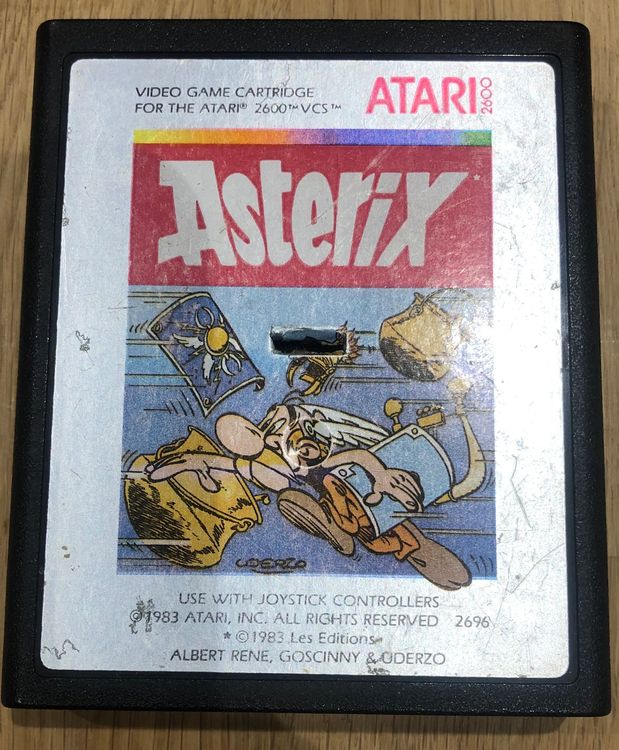 VIDEO GAME CARTRIDGE
FOR THE ATARI® 2600™ VCS™
ATARI 2600
Asterix*
UDERZO
USE WITH JOYSTICK CONTROLLERS
©1983 ATARI, INC. ALL RIGHTS RESERVED 2696
* ©1983 Les Editions
ALBERT RENE, GOSCINNY & UDERZO